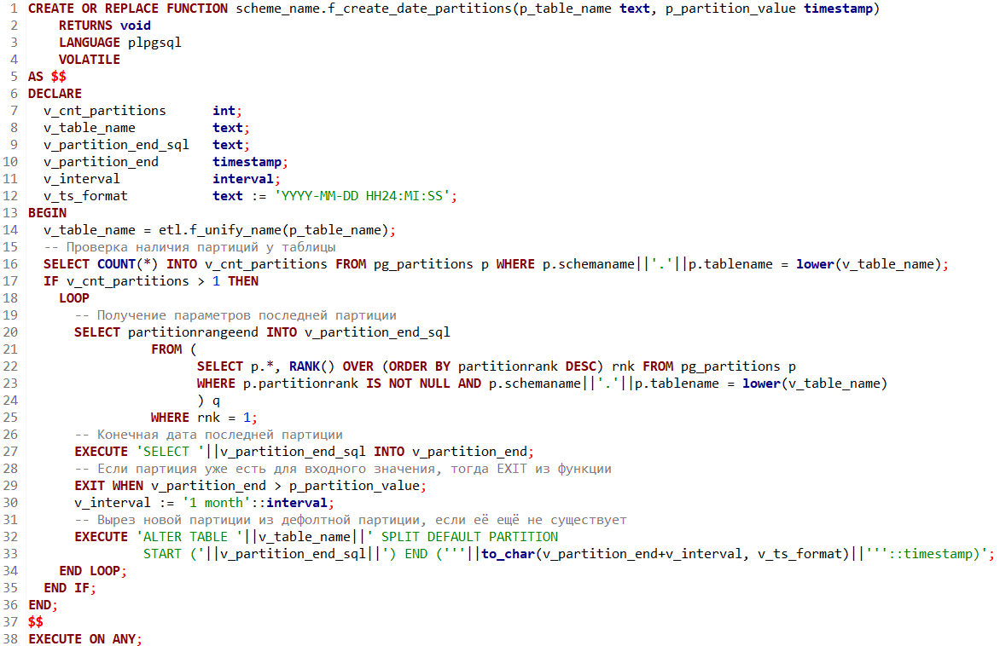 1 CREATE OR REPLACE FUNCTION scheme_name.f_create_date_partitions(p_table_name text, p_partition_value timestamp)
2     RETURNS void
3     LANGUAGE plpgsql
4     VOLATILE
5 AS $$
6 DECLARE
7   v_cnt_partitions      int;
8   v_table_name          text;
9   v_partition_end_sql   text;
10   v_partition_end       timestamp;
11   v_interval            interval;
12   v_ts_format           text := 'YYYY-MM-DD HH24:MI:SS';
13 BEGIN
14   v_table_name = etl.f_unify_name(p_table_name);
15   -- Проверка наличия партиций у таблицы
16   SELECT COUNT(*) INTO v_cnt_partitions FROM pg_partitions p WHERE p.schemaname||'.'||p.tablename = lower(v_table_name);
17   IF v_cnt_partitions > 1 THEN
18     LOOP
19       -- Получение параметров последней партиции
20       SELECT partitionrangeend INTO v_partition_end_sql
21                 FROM (
22                       SELECT p.*, RANK() OVER (ORDER BY partitionrank DESC) rnk FROM pg_partitions p
23                       WHERE p.partitionrank IS NOT NULL AND p.schemaname||'.'||p.tablename = lower(v_table_name)
24                       ) q
25                 WHERE rnk = 1;
26       -- Конечная дата последней партиции
27       EXECUTE 'SELECT '||v_partition_end_sql INTO v_partition_end;
28       -- Если партиция уже есть для входного значения, тогда EXIT из функции
29       EXIT WHEN v_partition_end > p_partition_value;
30       v_interval := '1 month'::interval;
31       -- Вырез новой партиции из дефолтной партиции, если её ещё не существует
32       EXECUTE 'ALTER TABLE '||v_table_name||' SPLIT DEFAULT PARTITION
33                START ('||v_partition_end_sql||') END ('''||to_char(v_partition_end+v_interval, v_ts_format)||'''::timestamp)';
34     END LOOP;
35   END IF;
36 END;
37 $$
38 EXECUTE ON ANY;